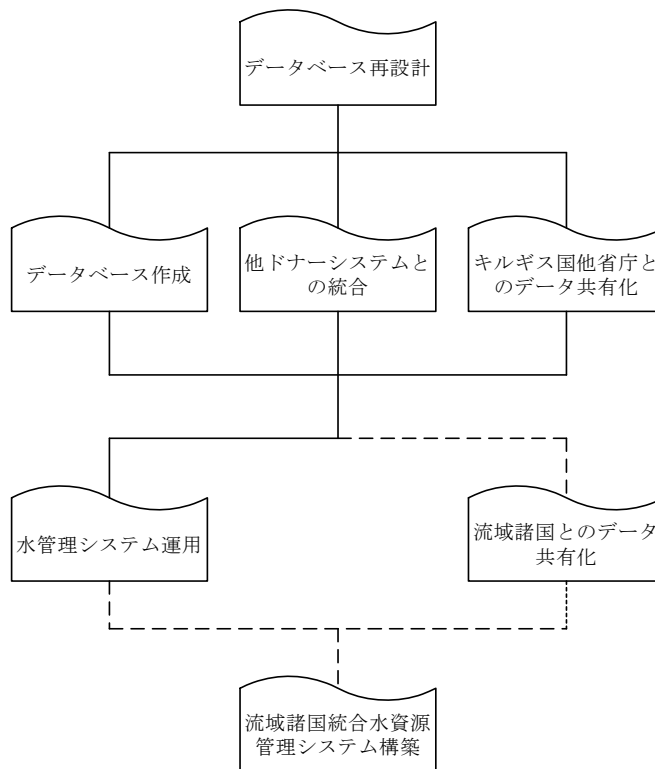 データベース再設計
データベース作成
他ドナーシステムと
の統合
キルギス国他省庁と
のデータ共有化
水管理システム運用
流域諸国とのデータ
共有化
流域諸国統合水資源
管理システム構築